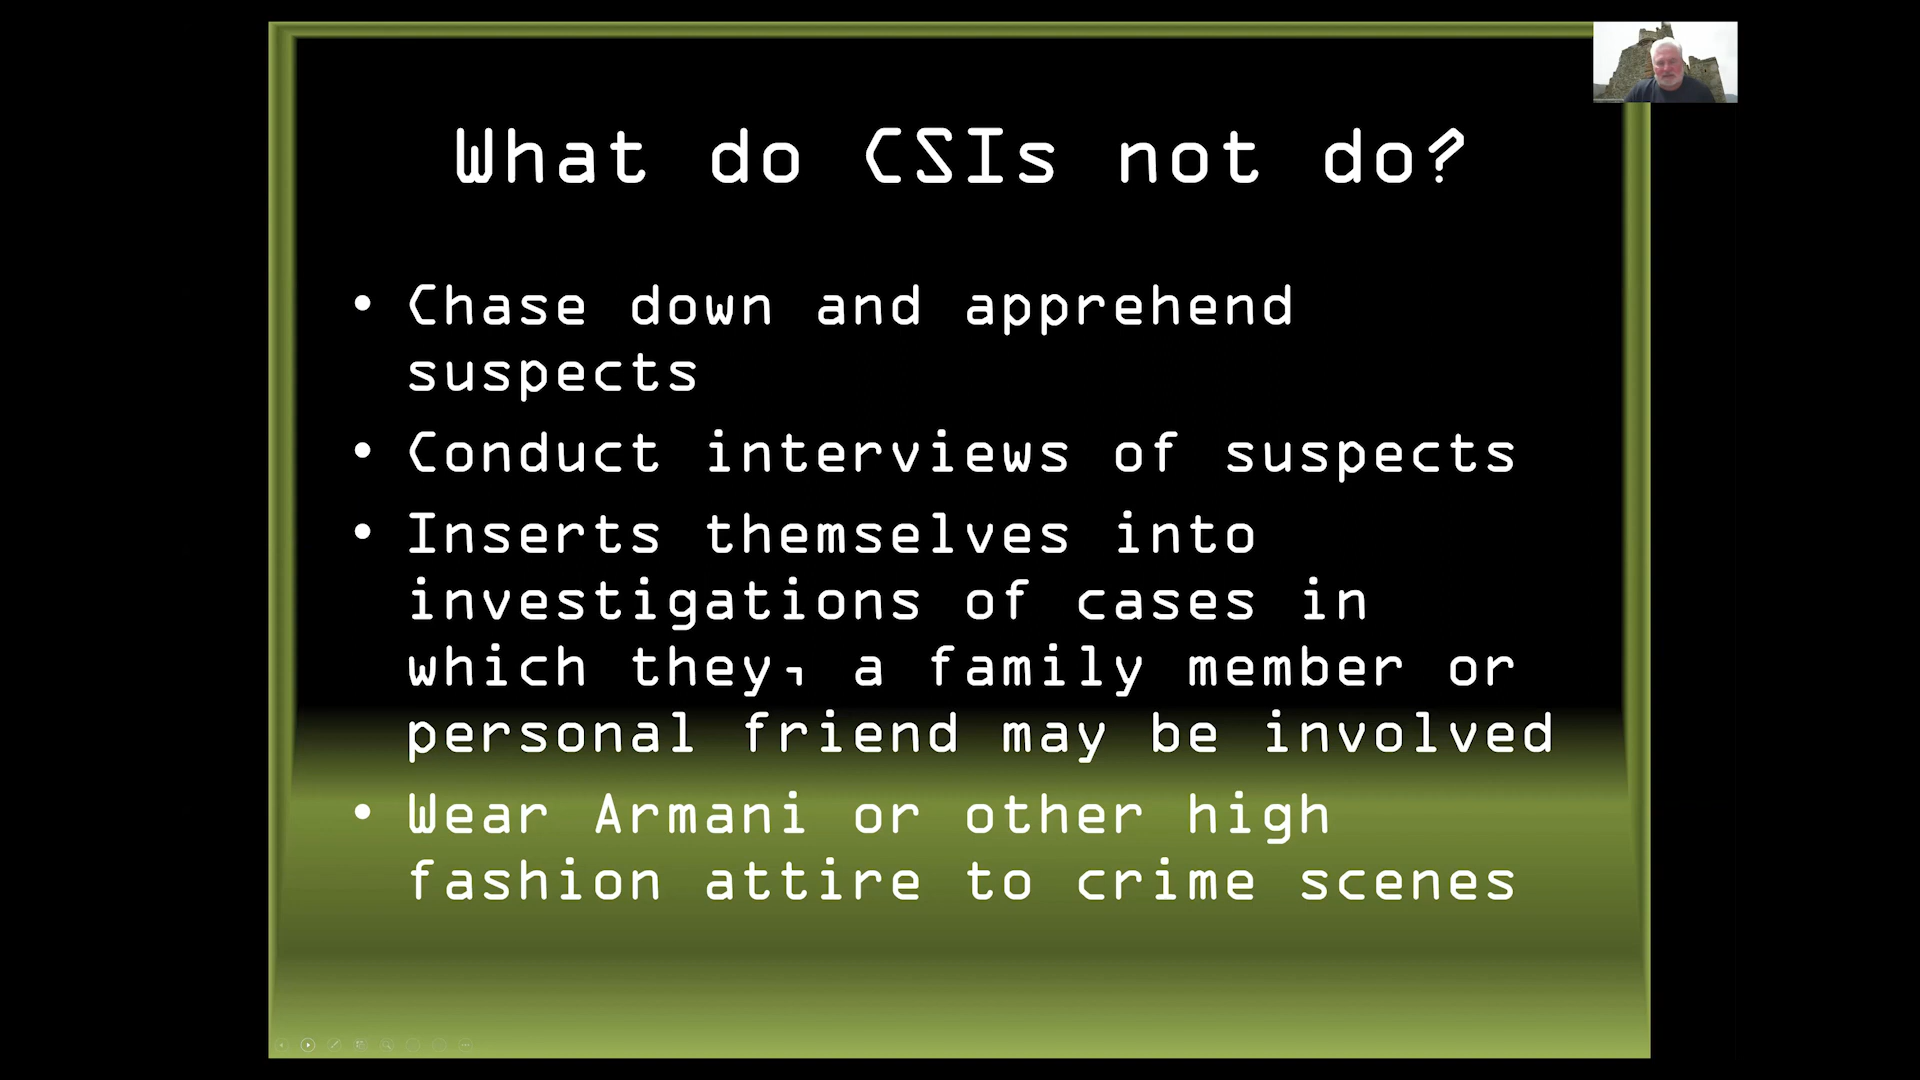 What do CSIs not do?
• Chase down and apprehend
suspects
• Conduct interviews of suspects
• Inserts themselves into
investigations of cases in
which they, a family member or
personal friend may be involved
• Wear Armani or other high
fashion attire to crime scenes